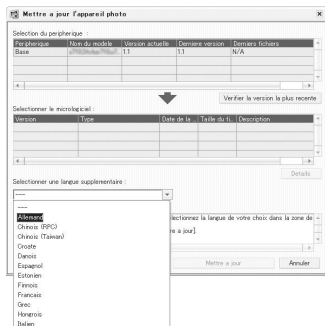 Mettre a jour l'appareil photo
Selection du peripherique :
Peripherique Nom du modele Version actuelle Derniere version Derniers fichiers
Base 1.1 1.1 N/A
Verifier la version la plus recente
Selectionner le micrologiciel :
Version Type Date de la ... Taille du fi... Description
Details
Selectionner une langue supplementaire :
---
---
Allemand
Chinois (RPC)
Chinois (Taiwan)
Croate
Danois
Espagnol
Estonien
Finnois
Francais
Grec
Hongrois
Italien
lectionnez la langue de votre choix dans la zone de
re a jour].
Mettre a jour Annuler